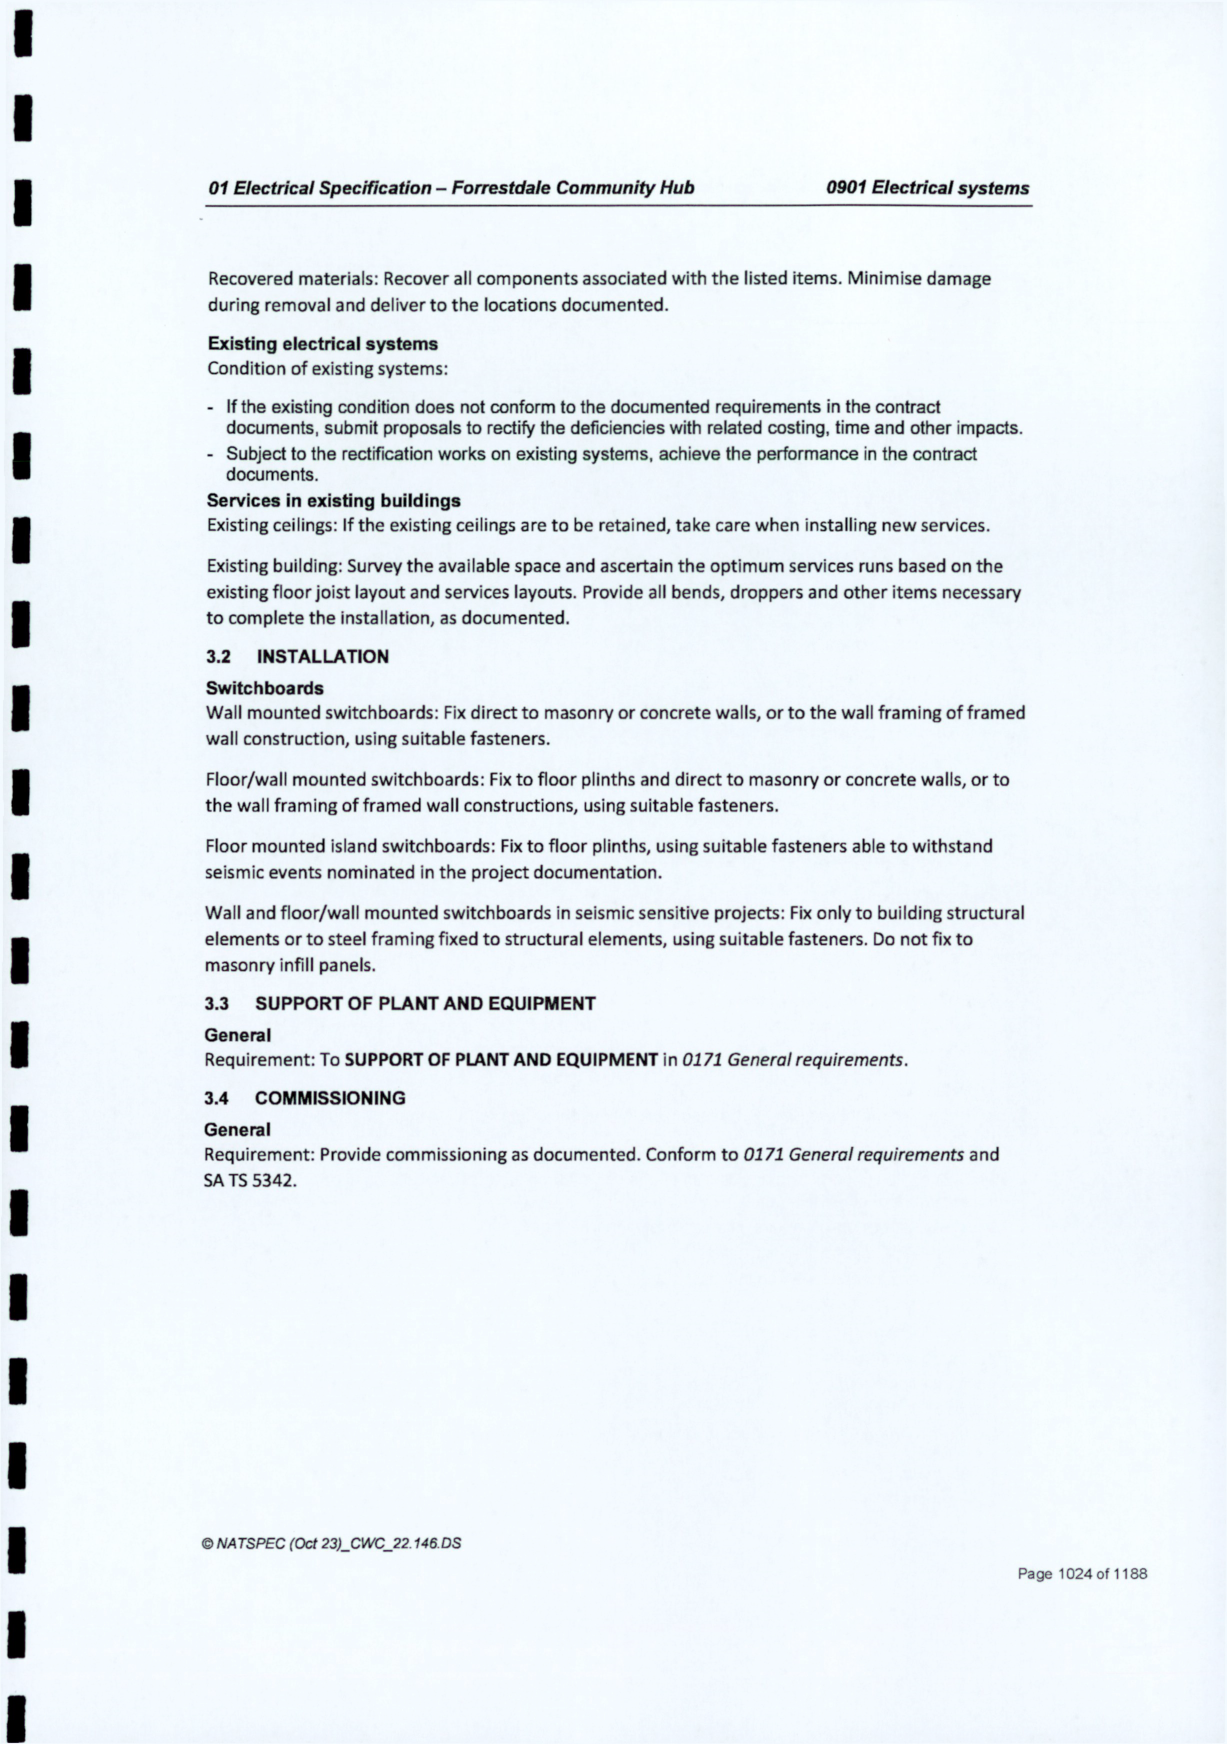 01 Electrical Specification – Forrestdale Community Hub 0901 Electrical systems
Recovered materials: Recover all components associated with the listed items. Minimise damage
during removal and deliver to the locations documented.
Existing electrical systems
Condition of existing systems:
- If the existing condition does not conform to the documented requirements in the contract
documents, submit proposals to rectify the deficiencies with related costing, time and other impacts.
- Subject to the rectification works on existing systems, achieve the performance in the contract
documents.
Services in existing buildings
Existing ceilings: If the existing ceilings are to be retained, take care when installing new services.
Existing building: Survey the available space and ascertain the optimum services runs based on the
existing floor joist layout and services layouts. Provide all bends, droppers and other items necessary
to complete the installation, as documented.
3.2 INSTALLATION
Switchboards
Wall mounted switchboards: Fix direct to masonry or concrete walls, or to the wall framing of framed
wall construction, using suitable fasteners.
Floor/wall mounted switchboards: Fix to floor plinths and direct to masonry or concrete walls, or to
the wall framing of framed wall constructions, using suitable fasteners.
Floor mounted island switchboards: Fix to floor plinths, using suitable fasteners able to withstand
seismic events nominated in the project documentation.
Wall and floor/wall mounted switchboards in seismic sensitive projects: Fix only to building structural
elements or to steel framing fixed to structural elements, using suitable fasteners. Do not fix to
masonry infill panels.
3.3 SUPPORT OF PLANT AND EQUIPMENT
General
Requirement: To SUPPORT OF PLANT AND EQUIPMENT in 0171 General requirements.
3.4 COMMISSIONING
General
Requirement: Provide commissioning as documented. Conform to 0171 General requirements and
SA TS 5342.
© NATSPEC (Oct 23)_CWC_22.146.DS
Page 1024 of 1188